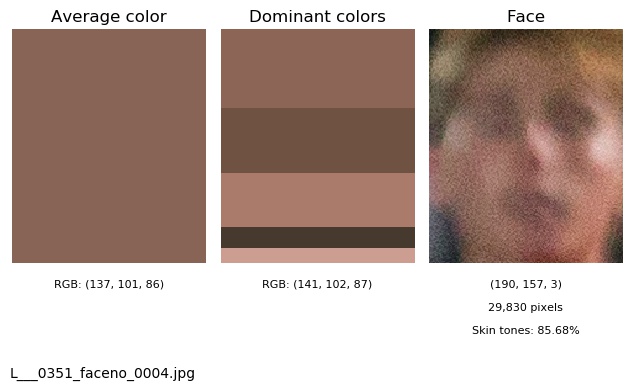 Average color
Dominant colors
Face
RGB: (137, 101, 86)
RGB: (141, 102, 87)
(190, 157, 3)
29,830 pixels
Skin tones: 85.68%
L___0351_faceno_0004.jpg